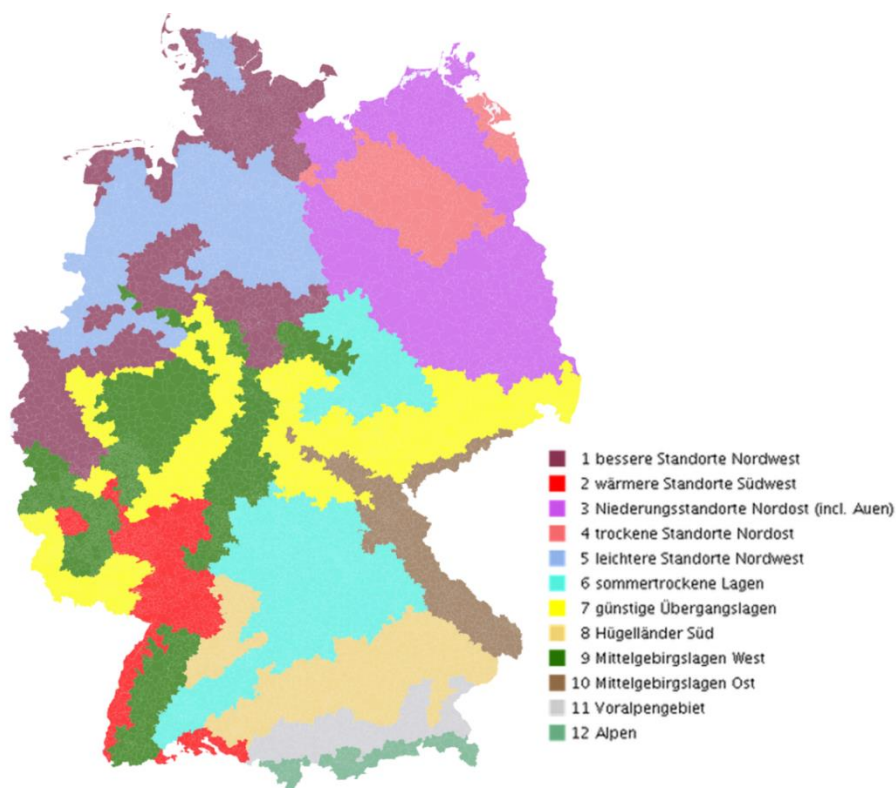 1 bessere Standorte Nordwest
2 wärmere Standorte Südwest
3 Niederungsstandorte Nordost (incl. Auen)
4 trockene Standorte Nordost
5 leichtere Standorte Nordwest
6 sommertrockene Lagen
7 günstige Übergangslagen
8 Hügelländer Süd
9 Mittelgebirgslagen West
10 Mittelgebirgslagen Ost
11 Voralpengebiet
12 Alpen